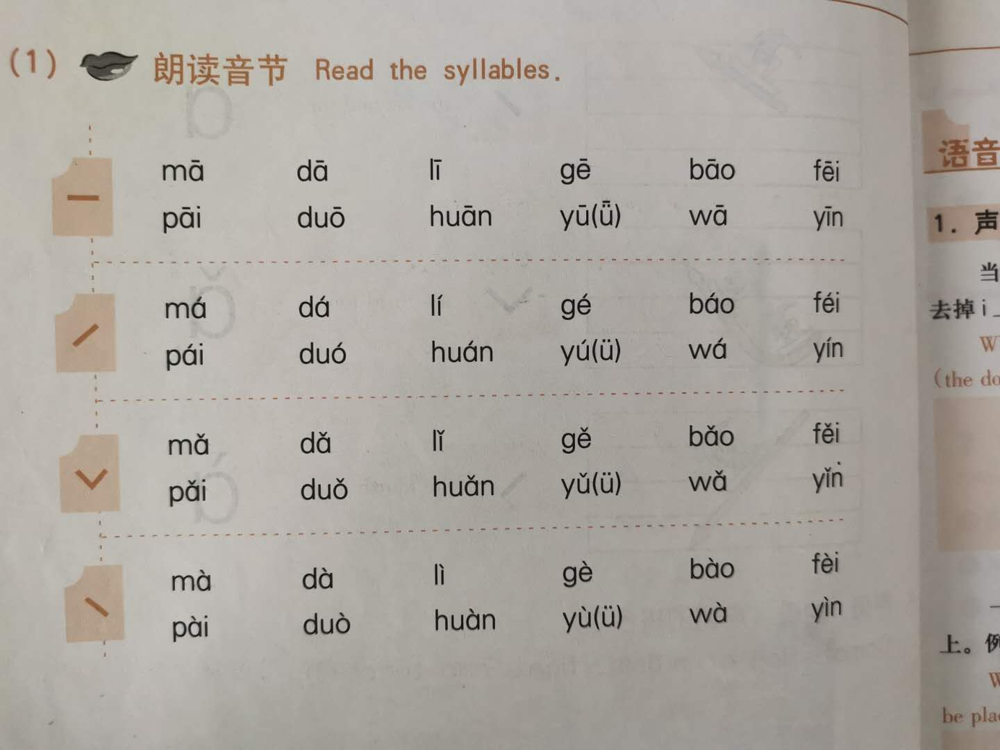 (1) 朗读音节 Read the syllables.
mā dā lī gē bāo fēi
pāi duō huān yū(ǖ) wā yīn
má dá lí gé báo féi
pái duó huán yú(ü) wá yín
mǎ dǎ lǐ gě bǎo fěi
pǎi duǒ huǎn yǔ(ü) wǎ yǐn
mà dà lì gè bào fèi
pài duò huàn yù(ü) wà yìn
语音
1. 声
当
去掉 i
(the do
上。例
be plac